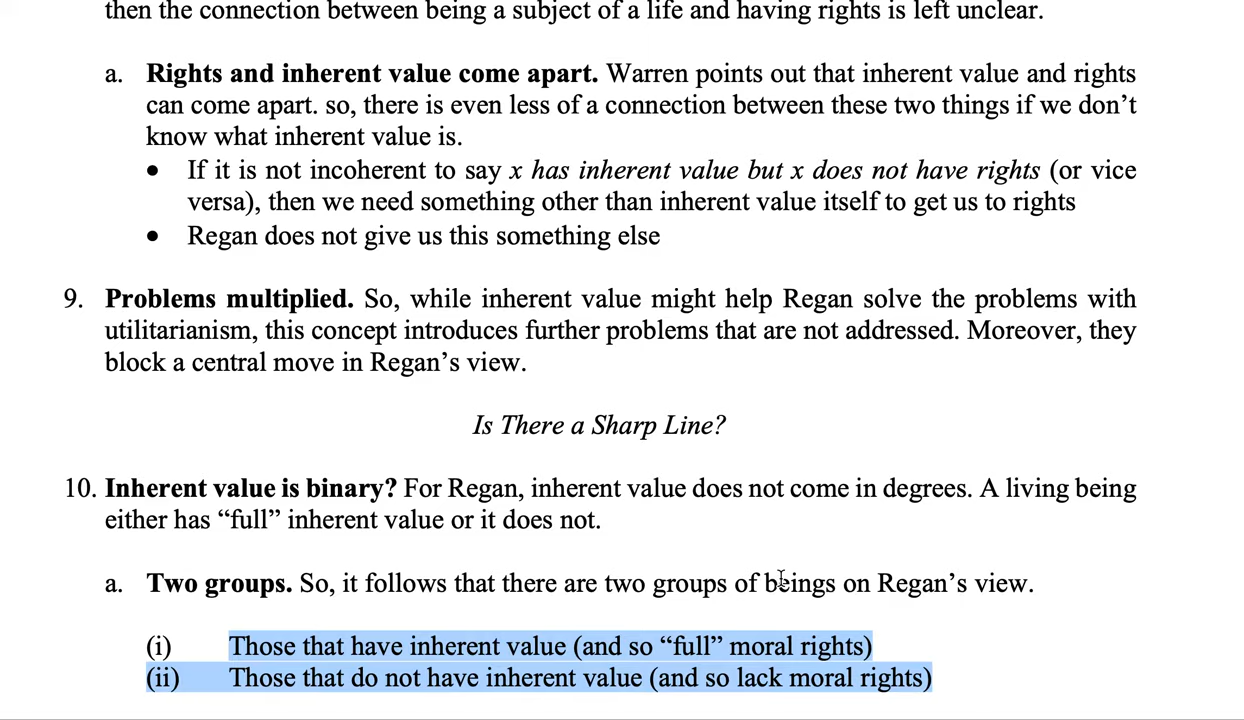 then the connection between being a subject of a life and having rights is left unclear.
a. Rights and inherent value come apart. Warren points out that inherent value and rights
can come apart. so, there is even less of a connection between these two things if we don’t
know what inherent value is.
• If it is not incoherent to say x has inherent value but x does not have rights (or vice
versa), then we need something other than inherent value itself to get us to rights
• Regan does not give us this something else
9. Problems multiplied. So, while inherent value might help Regan solve the problems with
utilitarianism, this concept introduces further problems that are not addressed. Moreover, they
block a central move in Regan’s view.
Is There a Sharp Line?
10. Inherent value is binary? For Regan, inherent value does not come in degrees. A living being
either has “full” inherent value or it does not.
a. Two groups. So, it follows that there are two groups of beings on Regan’s view.
(i) Those that have inherent value (and so “full” moral rights)
(ii) Those that do not have inherent value (and so lack moral rights)